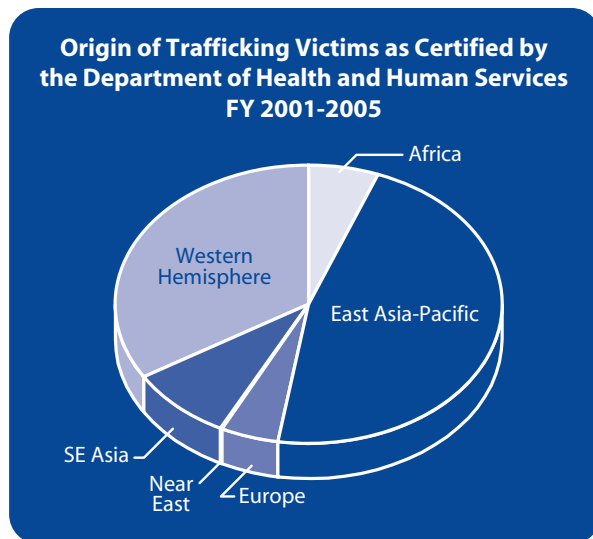 Origin of Trafficking Victims as Certified by
the Department of Health and Human Services
FY 2001-2005
Africa
Western
Hemisphere
East Asia-Pacific
SE Asia
Near
East
Europe